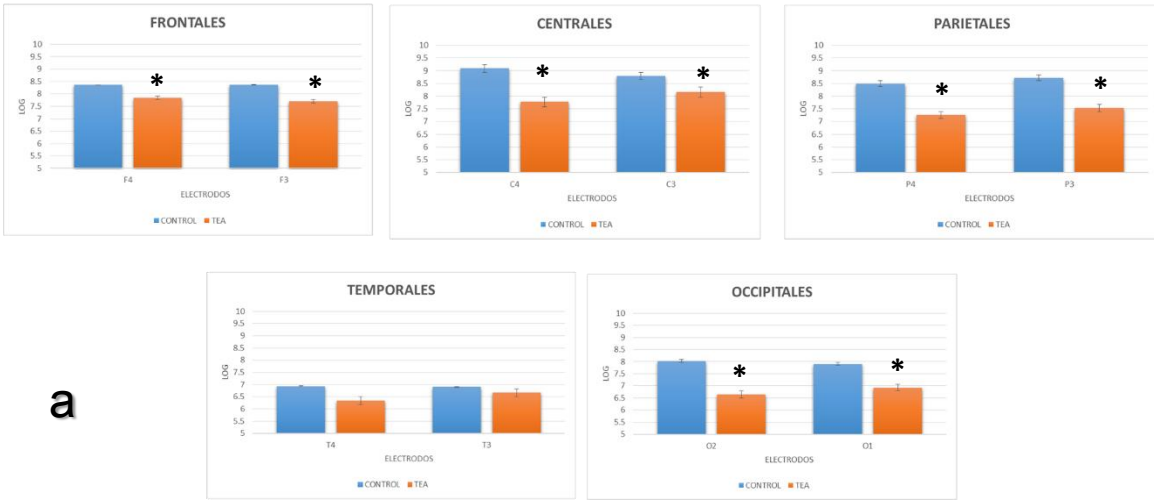 FRONTALES
10
9.5
9
8.5
8
7.5
7
6.5
6
5.5
5
LOG
*
*
F4
F3
ELECTRODOS
CONTROL TEA
CENTRALES
10
9.5
9
8.5
8
7.5
7
6.5
6
5.5
5
LOG
*
*
C4
C3
ELECTRODOS
CONTROL TEA
PARIETALES
10
9.5
9
8.5
8
7.5
7
6.5
6
5.5
5
LOG
*
*
P4
P3
ELECTRODOS
CONTROL TEA
a
TEMPORALES
10
9.5
9
8.5
8
7.5
7
6.5
6
5.5
5
LOG
T4
T3
ELECTRODOS
CONTROL TEA
OCCIPITALES
10
9.5
9
8.5
8
7.5
7
6.5
6
5.5
5
LOG
*
*
O2
O1
ELECTRODOS
CONTROL TEA